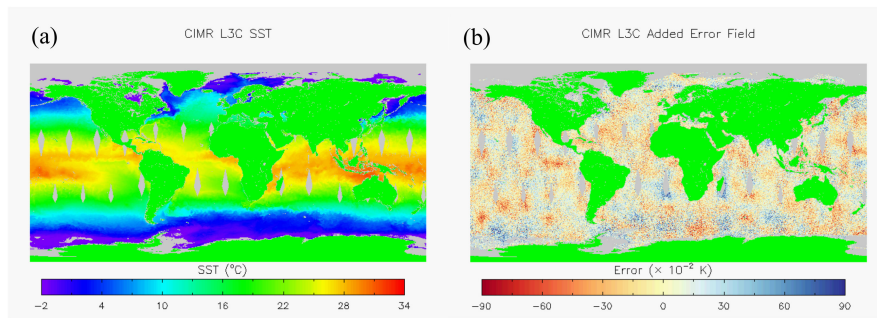 (a)
CIMR L3C SST
SST (°C)
−2 4 10 16 22 28 34
(b)
CIMR L3C Added Error Field
Error (× 10⁻² K)
−90 −60 −30 0 30 60 90